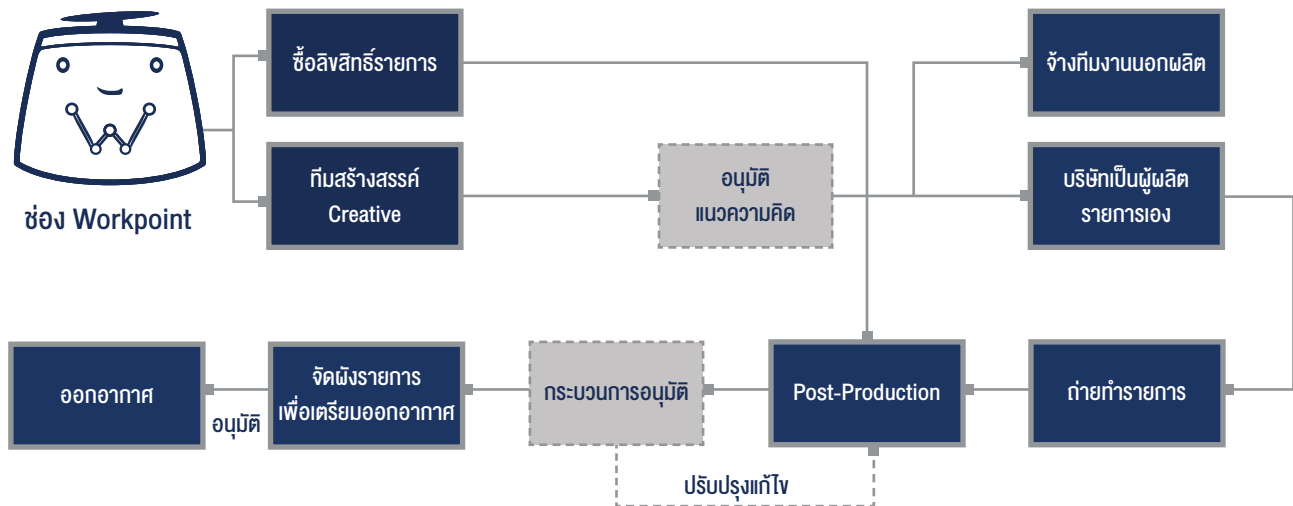 ซื้อลิขสิทธิ์รายการ
จ้างทีมงานนอกผลิต
ช่อง Workpoint
ทีมสร้างสรรค์
Creative
อนุมัติ
แนวความคิด
บริษัทเป็นผู้ผลิต
รายการเอง
ออกอากาศ
อนุมัติ
จัดผังรายการ
เพื่อเตรียมออกอากาศ
กระบวนการอนุมัติ
Post-Production
ถ่ายทำรายการ
ปรับปรุงแก้ไข